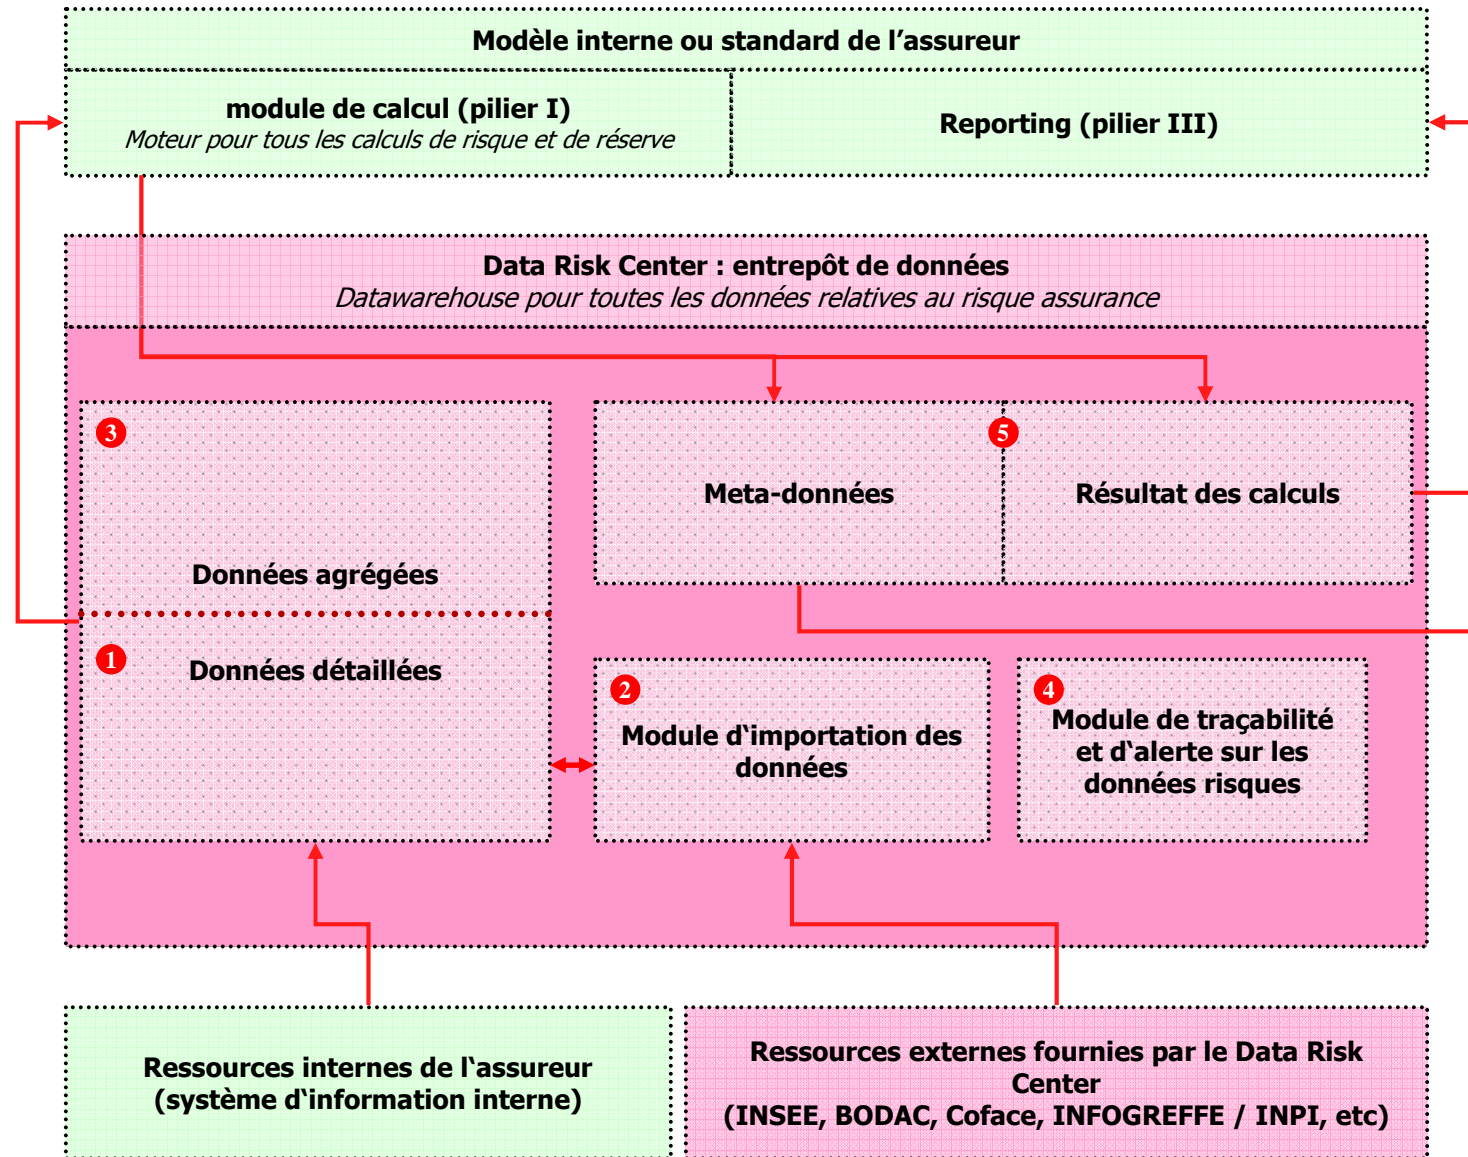 Modèle interne ou standard de l’assureur
module de calcul (pilier I)
Moteur pour tous les calculs de risque et de réserve
Reporting (pilier III)
Data Risk Center : entrepôt de données
Datawarehouse pour toutes les données relatives au risque assurance
3
Données agrégées
Meta-données
5
Résultat des calculs
1
Données détaillées
2
Module d‘importation des
données
4
Module de traçabilité
et d‘alerte sur les
données risques
Ressources internes de l‘assureur
(système d‘information interne)
Ressources externes fournies par le Data Risk
Center
(INSEE, BODAC, Coface, INFOGREFFE / INPI, etc)